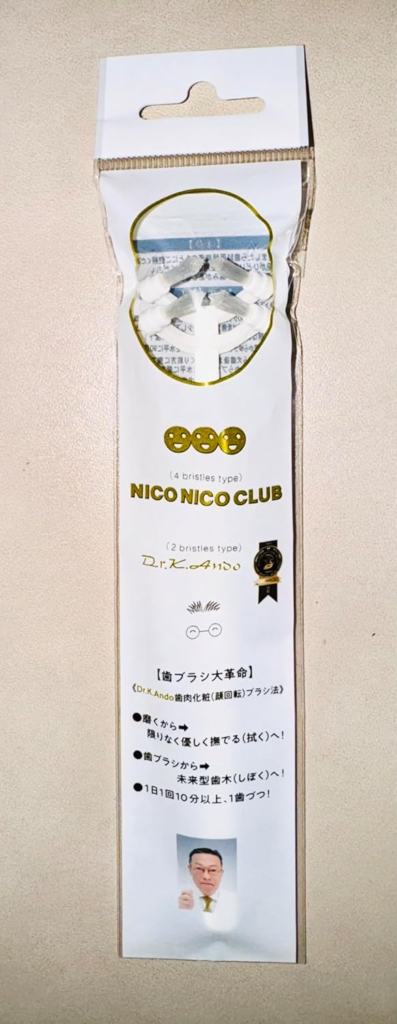 (4 bristles type)
NICO NICO CLUB
(2 bristles type)
Dr.K.Ando
【歯ブラシ大革命】
《Dr.K.Ando歯肉化粧(顔回転)ブラシ法》
●磨くから➡
限りなく優しく撫でる(拭く)へ!
●歯ブラシから➡
未来型歯木(しぼく)へ!
●1日1回10分以上、1歯づつ!